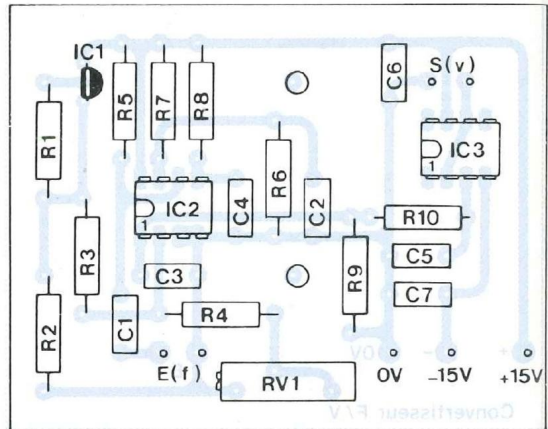 IC1
R5
R7
R8
C6
S(v)
R1
IC3
1
R6
IC2
1
C4
C2
R10
R3
R9
C5
C3
C7
R2
C1
R4
E(f)
RV1
0V
-15V
+15V
0V
-
+
Convertisseur F/V